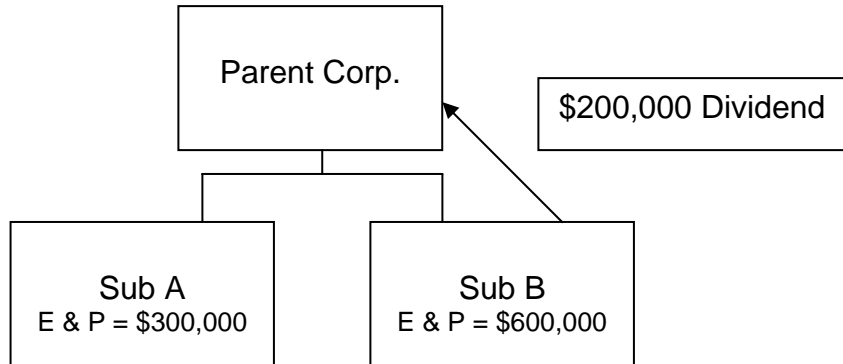 Parent Corp.
$200,000 Dividend
Sub A
E & P = $300,000
Sub B
E & P = $600,000